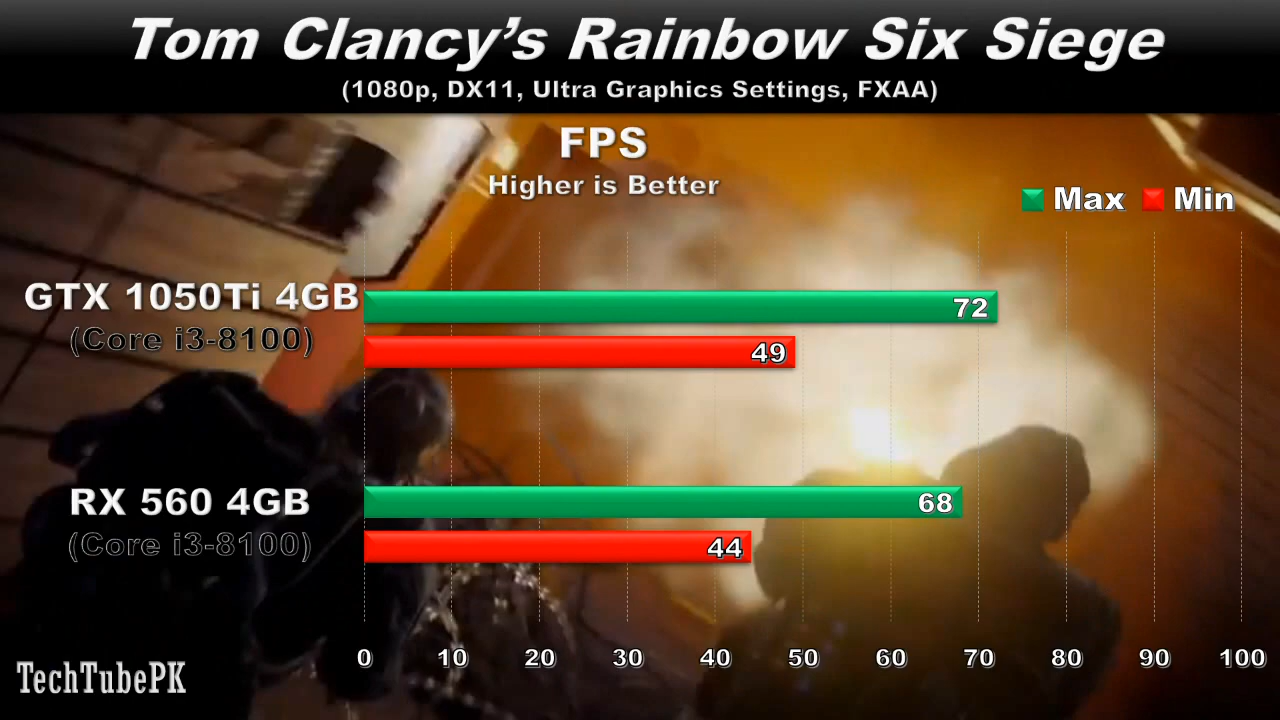 Tom Clancy’s Rainbow Six Siege
(1080p, DX11, Ultra Graphics Settings, FXAA)
FPS
Higher is Better
Max Min
GTX 1050Ti 4GB
(Core i3-8100)
72
49
RX 560 4GB
(Core i3-8100)
68
44
0 10 20 30 40 50 60 70 80 90 100
TechTubePK